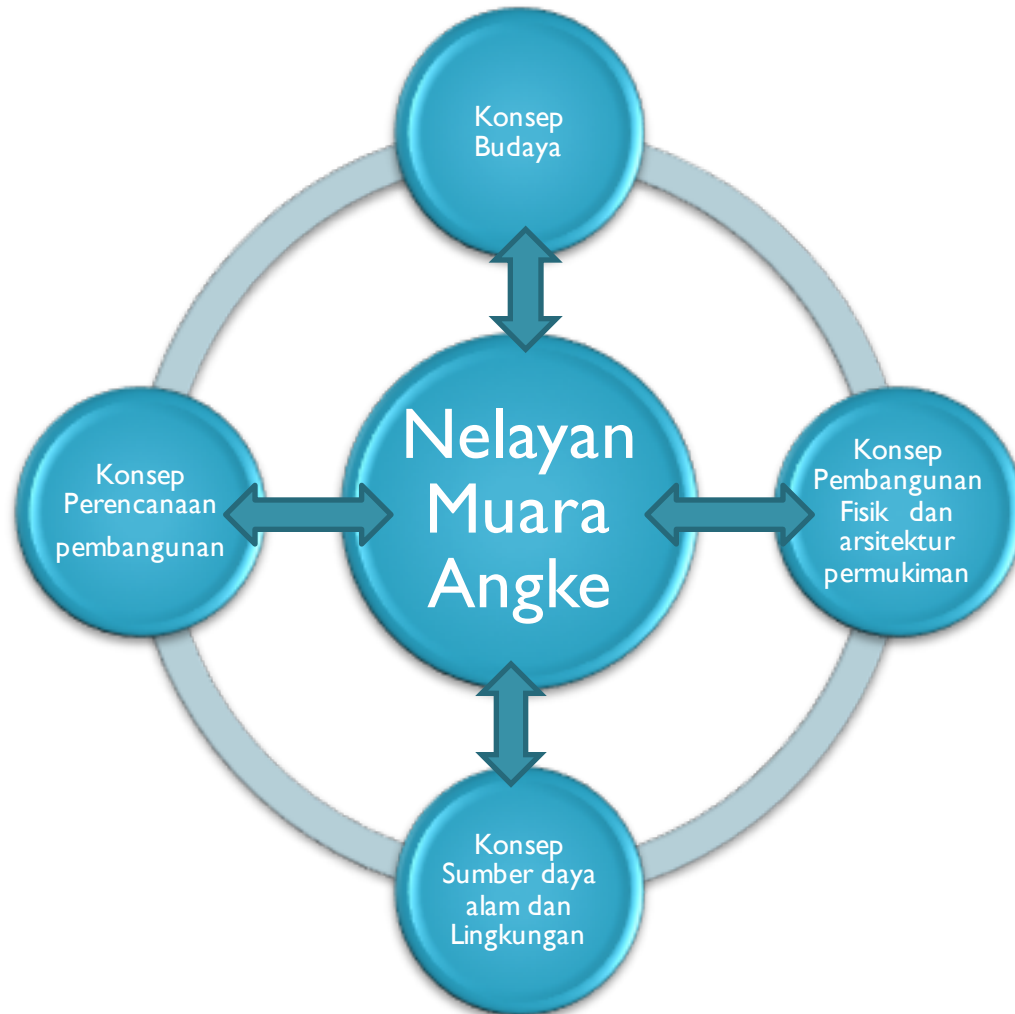 Konsep
Budaya
Konsep
Perencanaan
pembangunan
Nelayan
Muara
Angke
Konsep
Pembangunan
Fisik dan
arsitektur
permukiman
Konsep
Sumber daya
alam dan
Lingkungan